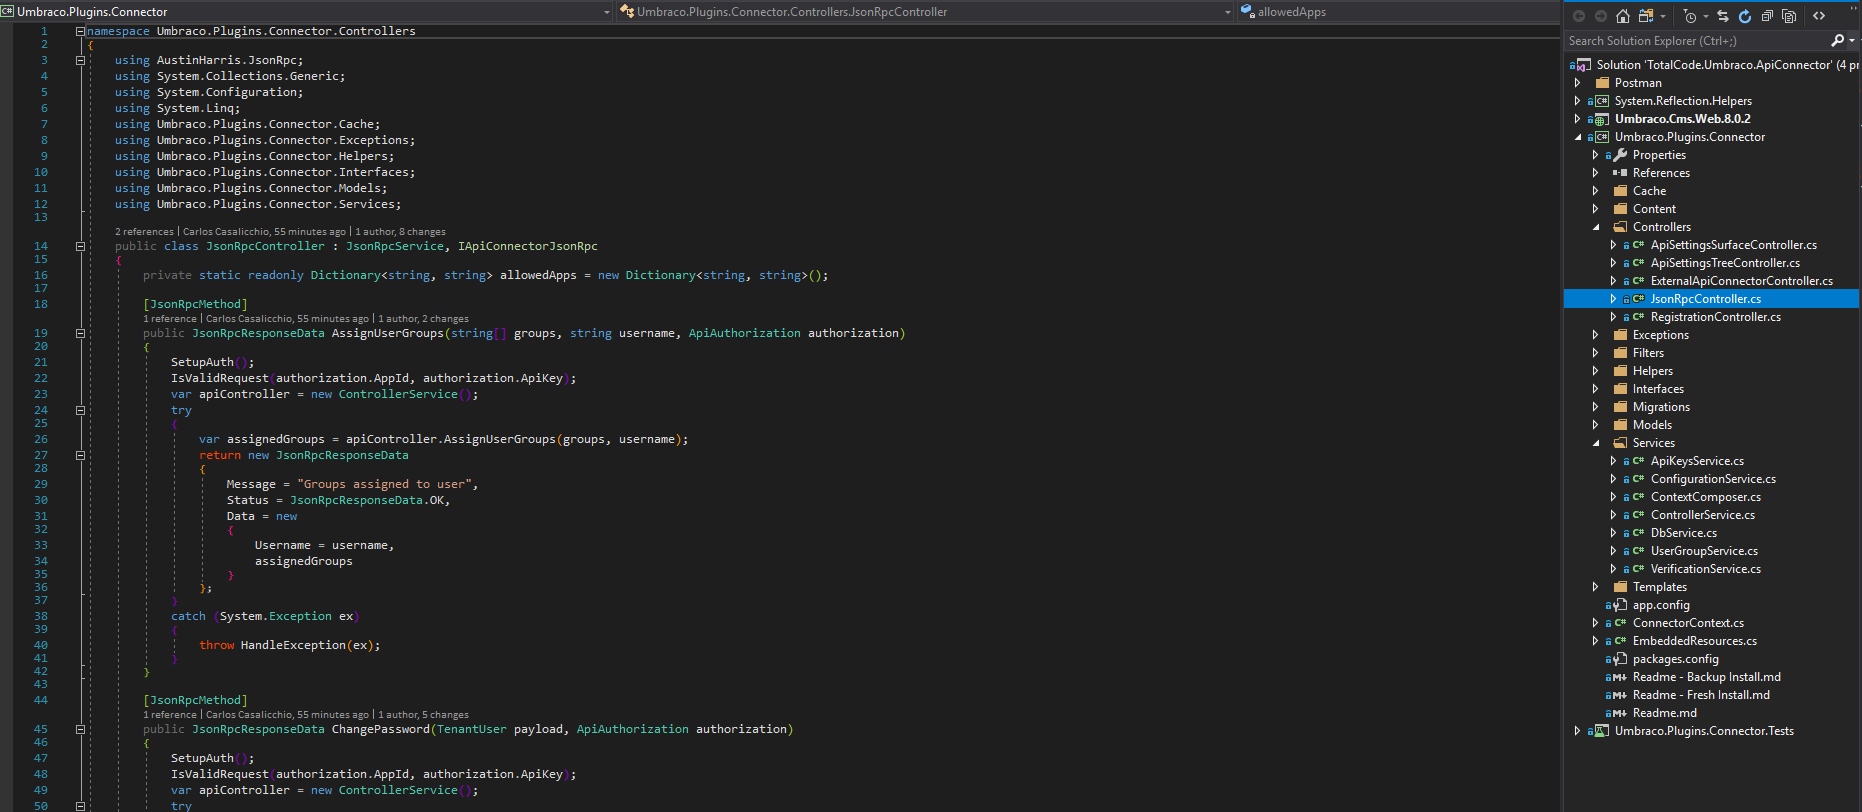 Umbraco.Plugins.Connector
Umbraco.Plugins.Connector.Controllers.JsonRpcController
allowedApps
1 namespace Umbraco.Plugins.Connector.Controllers
2 {
3 using AustinHarris.JsonRpc;
4 using System.Collections.Generic;
5 using System.Configuration;
6 using System.Linq;
7 using Umbraco.Plugins.Connector.Cache;
8 using Umbraco.Plugins.Connector.Exceptions;
9 using Umbraco.Plugins.Connector.Helpers;
10 using Umbraco.Plugins.Connector.Interfaces;
11 using Umbraco.Plugins.Connector.Models;
12 using Umbraco.Plugins.Connector.Services;
13
2 references | Carlos Casalicchio, 55 minutes ago | 1 author, 8 changes
14 public class JsonRpcController : JsonRpcService, IApiConnectorJsonRpc
15 {
16 private static readonly Dictionary<string, string> allowedApps = new Dictionary<string, string>();
17
18 [JsonRpcMethod]
1 reference | Carlos Casalicchio, 55 minutes ago | 1 author, 2 changes
19 public JsonRpcResponseData AssignUserGroups(string[] groups, string username, ApiAuthorization authorization)
20 {
21 SetupAuth();
22 IsValidRequest(authorization.AppId, authorization.ApiKey);
23 var apiController = new ControllerService();
24 try
25 {
26 var assignedGroups = apiController.AssignUserGroups(groups, username);
27 return new JsonRpcResponseData
28 {
29 Message = "Groups assigned to user",
30 Status = JsonRpcResponseData.OK,
31 Data = new
32 {
33 Username = username,
34 assignedGroups
35 }
36 };
37 }
38 catch (System.Exception ex)
39 {
40 throw HandleException(ex);
41 }
42 }
43
44 [JsonRpcMethod]
1 reference | Carlos Casalicchio, 55 minutes ago | 1 author, 5 changes
45 public JsonRpcResponseData ChangePassword(TenantUser payload, ApiAuthorization authorization)
46 {
47 SetupAuth();
48 IsValidRequest(authorization.AppId, authorization.ApiKey);
49 var apiController = new ControllerService();
50 try
Search Solution Explorer (Ctrl+;)
Solution 'TotalCode.Umbraco.ApiConnector' (4 pr
Postman
C# System.Reflection.Helpers
Umbraco.Cms.Web.8.0.2
C# Umbraco.Plugins.Connector
Properties
References
Cache
Content
Controllers
C# ApiSettingsSurfaceController.cs
C# ApiSettingsTreeController.cs
C# ExternalApiConnectorController.cs
C# JsonRpcController.cs
C# RegistrationController.cs
Exceptions
Filters
Helpers
Interfaces
Migrations
Models
Services
C# ApiKeysService.cs
C# ConfigurationService.cs
C# ContextComposer.cs
C# ControllerService.cs
C# DbService.cs
C# UserGroupService.cs
C# VerificationService.cs
Templates
app.config
C# ConnectorContext.cs
C# EmbeddedResources.cs
packages.config
M↓ Readme - Backup Install.md
M↓ Readme - Fresh Install.md
M↓ Readme.md
Umbraco.Plugins.Connector.Tests